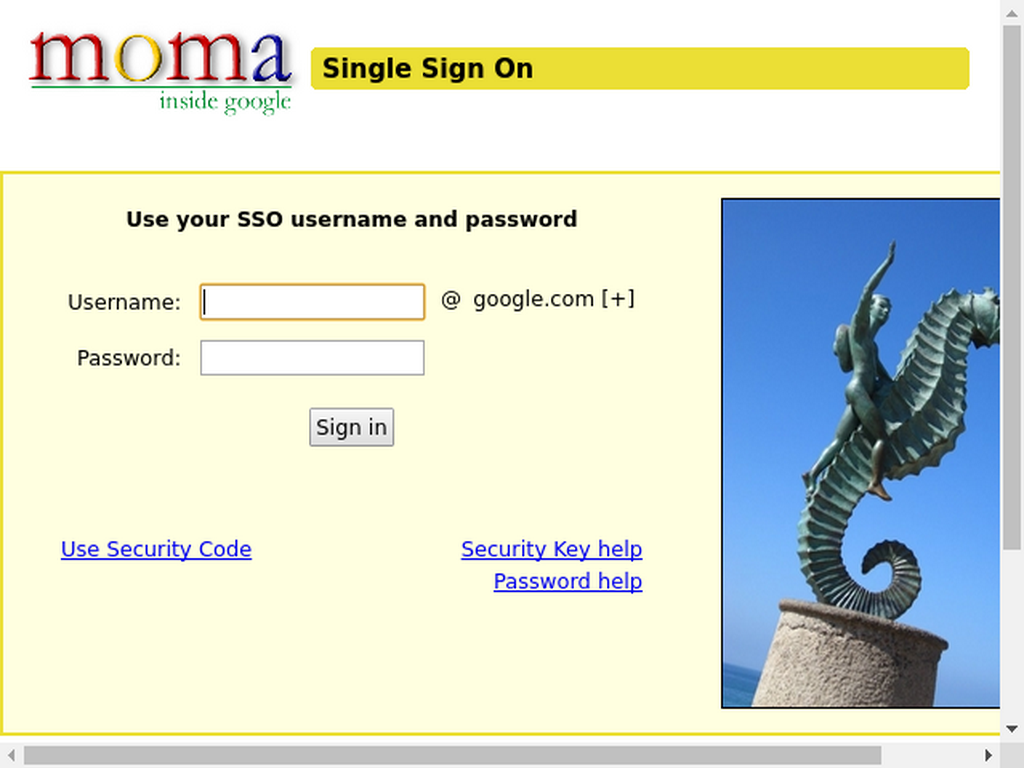 moma
inside google
Single Sign On
Use your SSO username and password
Username: @ google.com [+]
Password:
Sign in
Use Security Code Security Key help
Password help